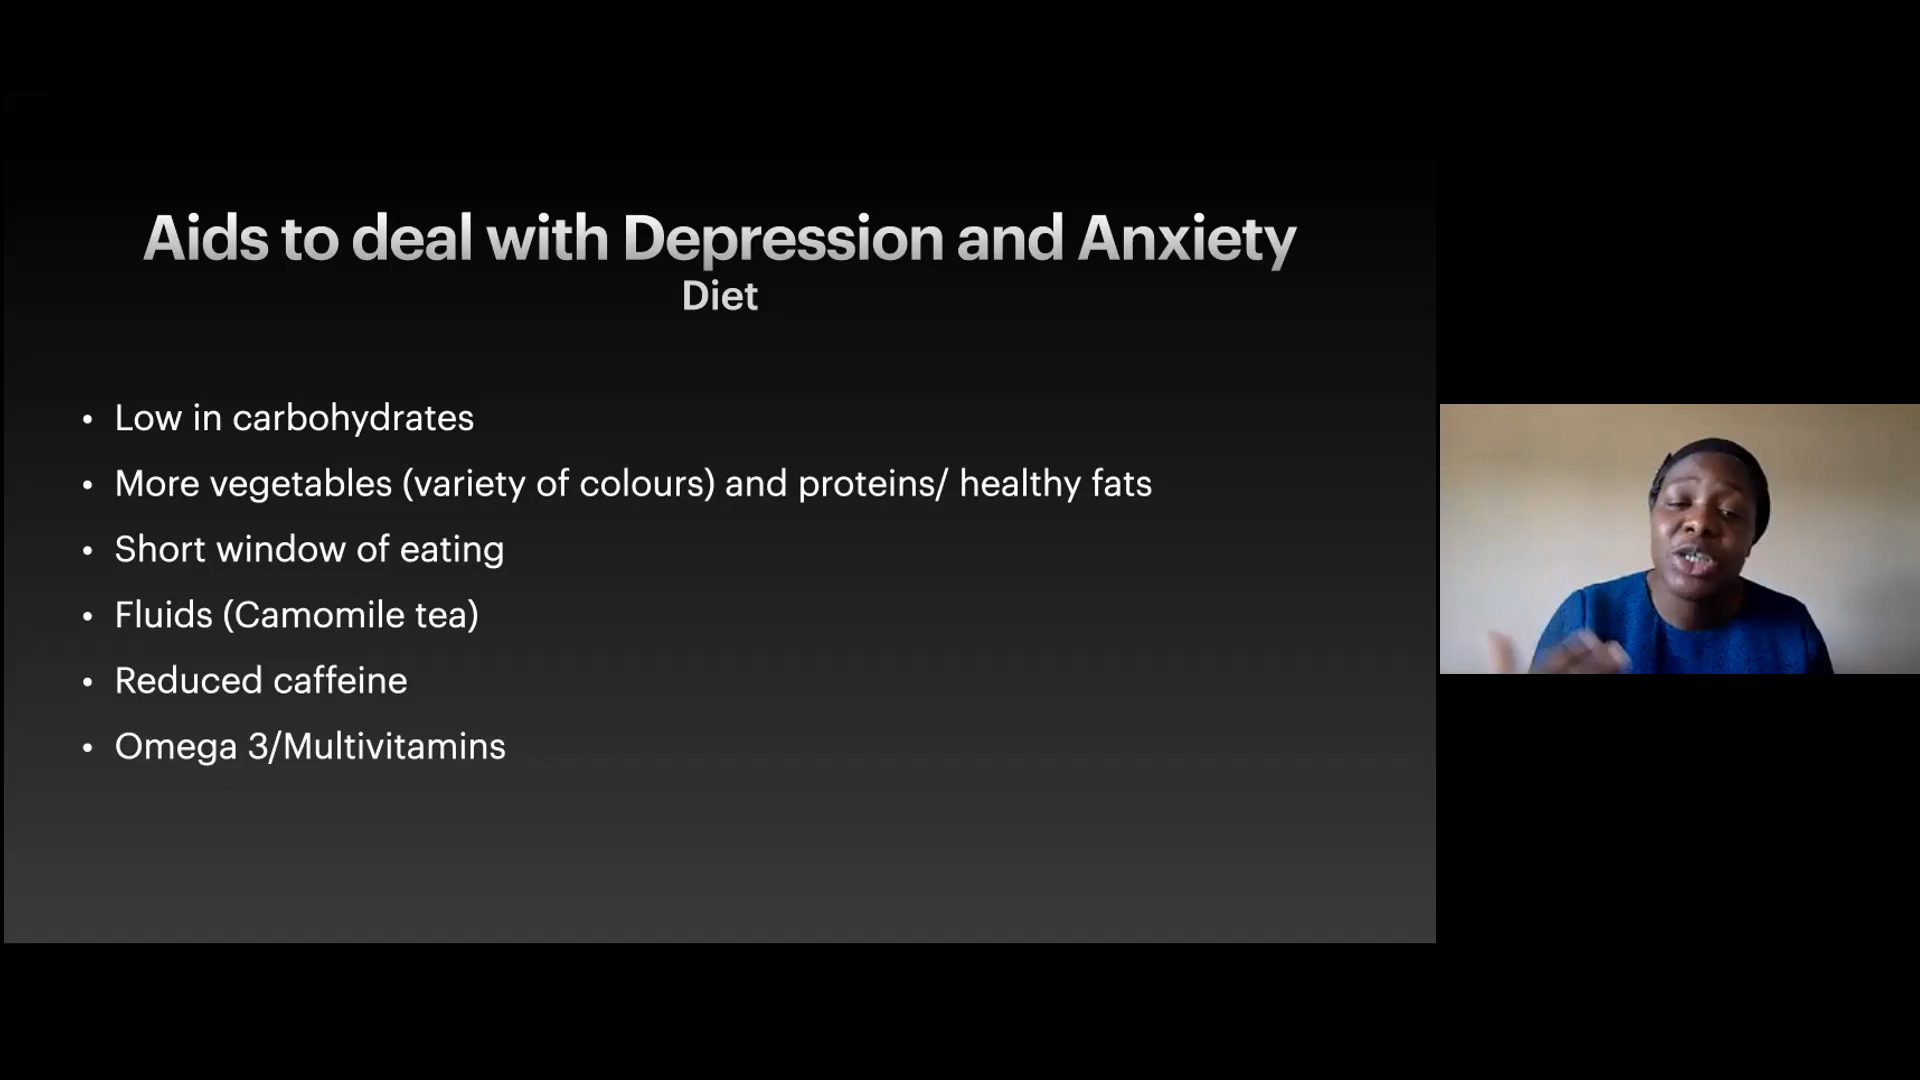 Aids to deal with Depression and Anxiety
Diet
• Low in carbohydrates
• More vegetables (variety of colours) and proteins/ healthy fats
• Short window of eating
• Fluids (Camomile tea)
• Reduced caffeine
• Omega 3/Multivitamins